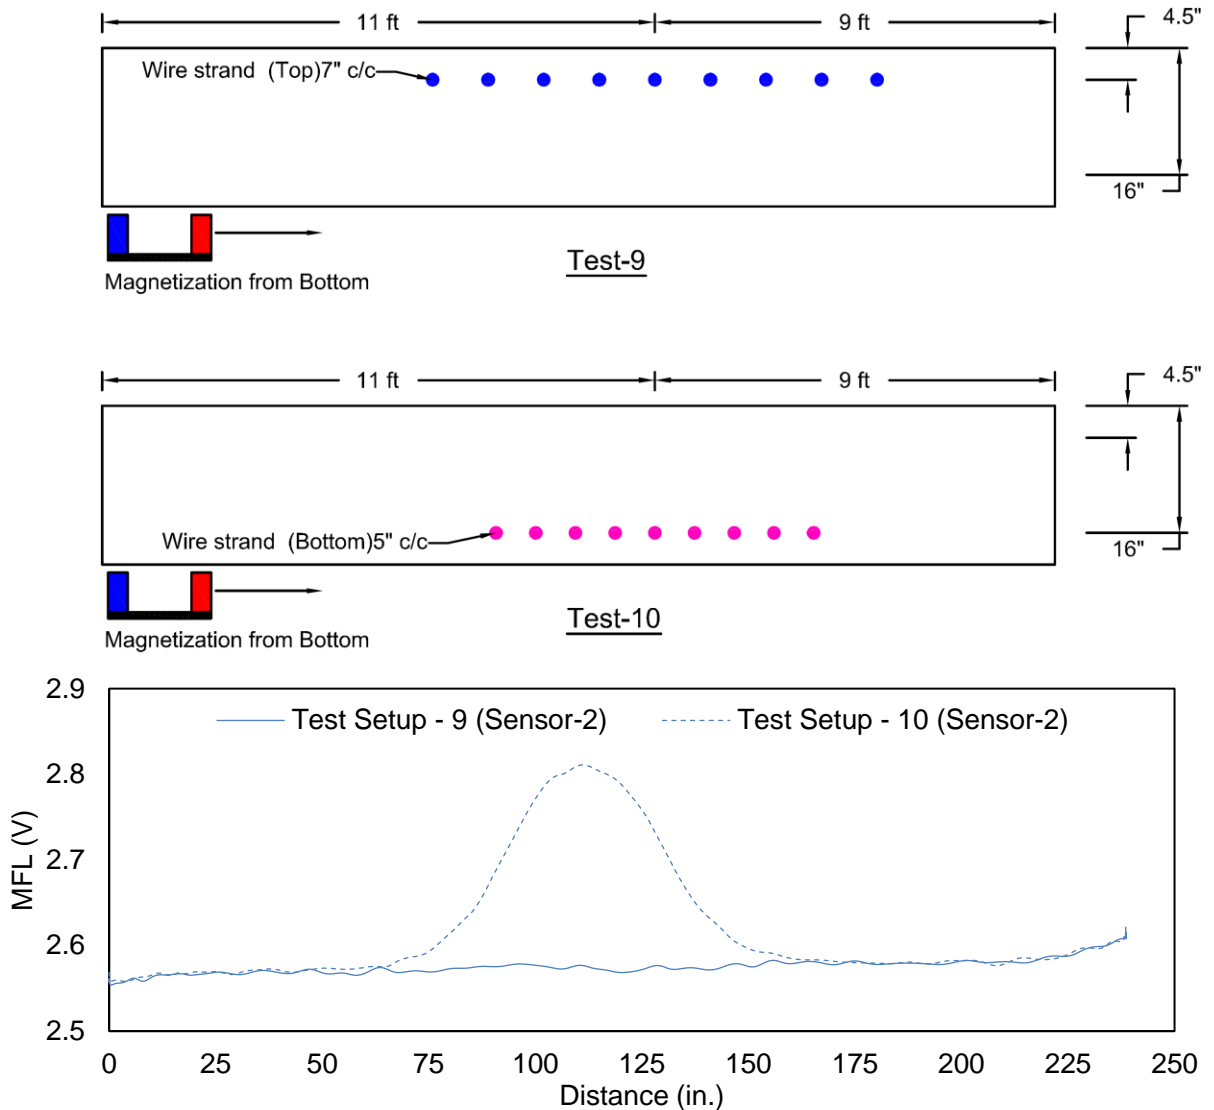 11 ft 9 ft 4.5"
Wire strand (Top)7" c/c
16"
Test-9
Magnetization from Bottom
11 ft 9 ft 4.5"
Wire strand (Bottom)5" c/c
16"
Test-10
Magnetization from Bottom
2.9
Test Setup - 9 (Sensor-2) Test Setup - 10 (Sensor-2)
2.8
2.7
2.6
2.5
MFL (V)
0 25 50 75 100 125 150 175 200 225 250
Distance (in.)